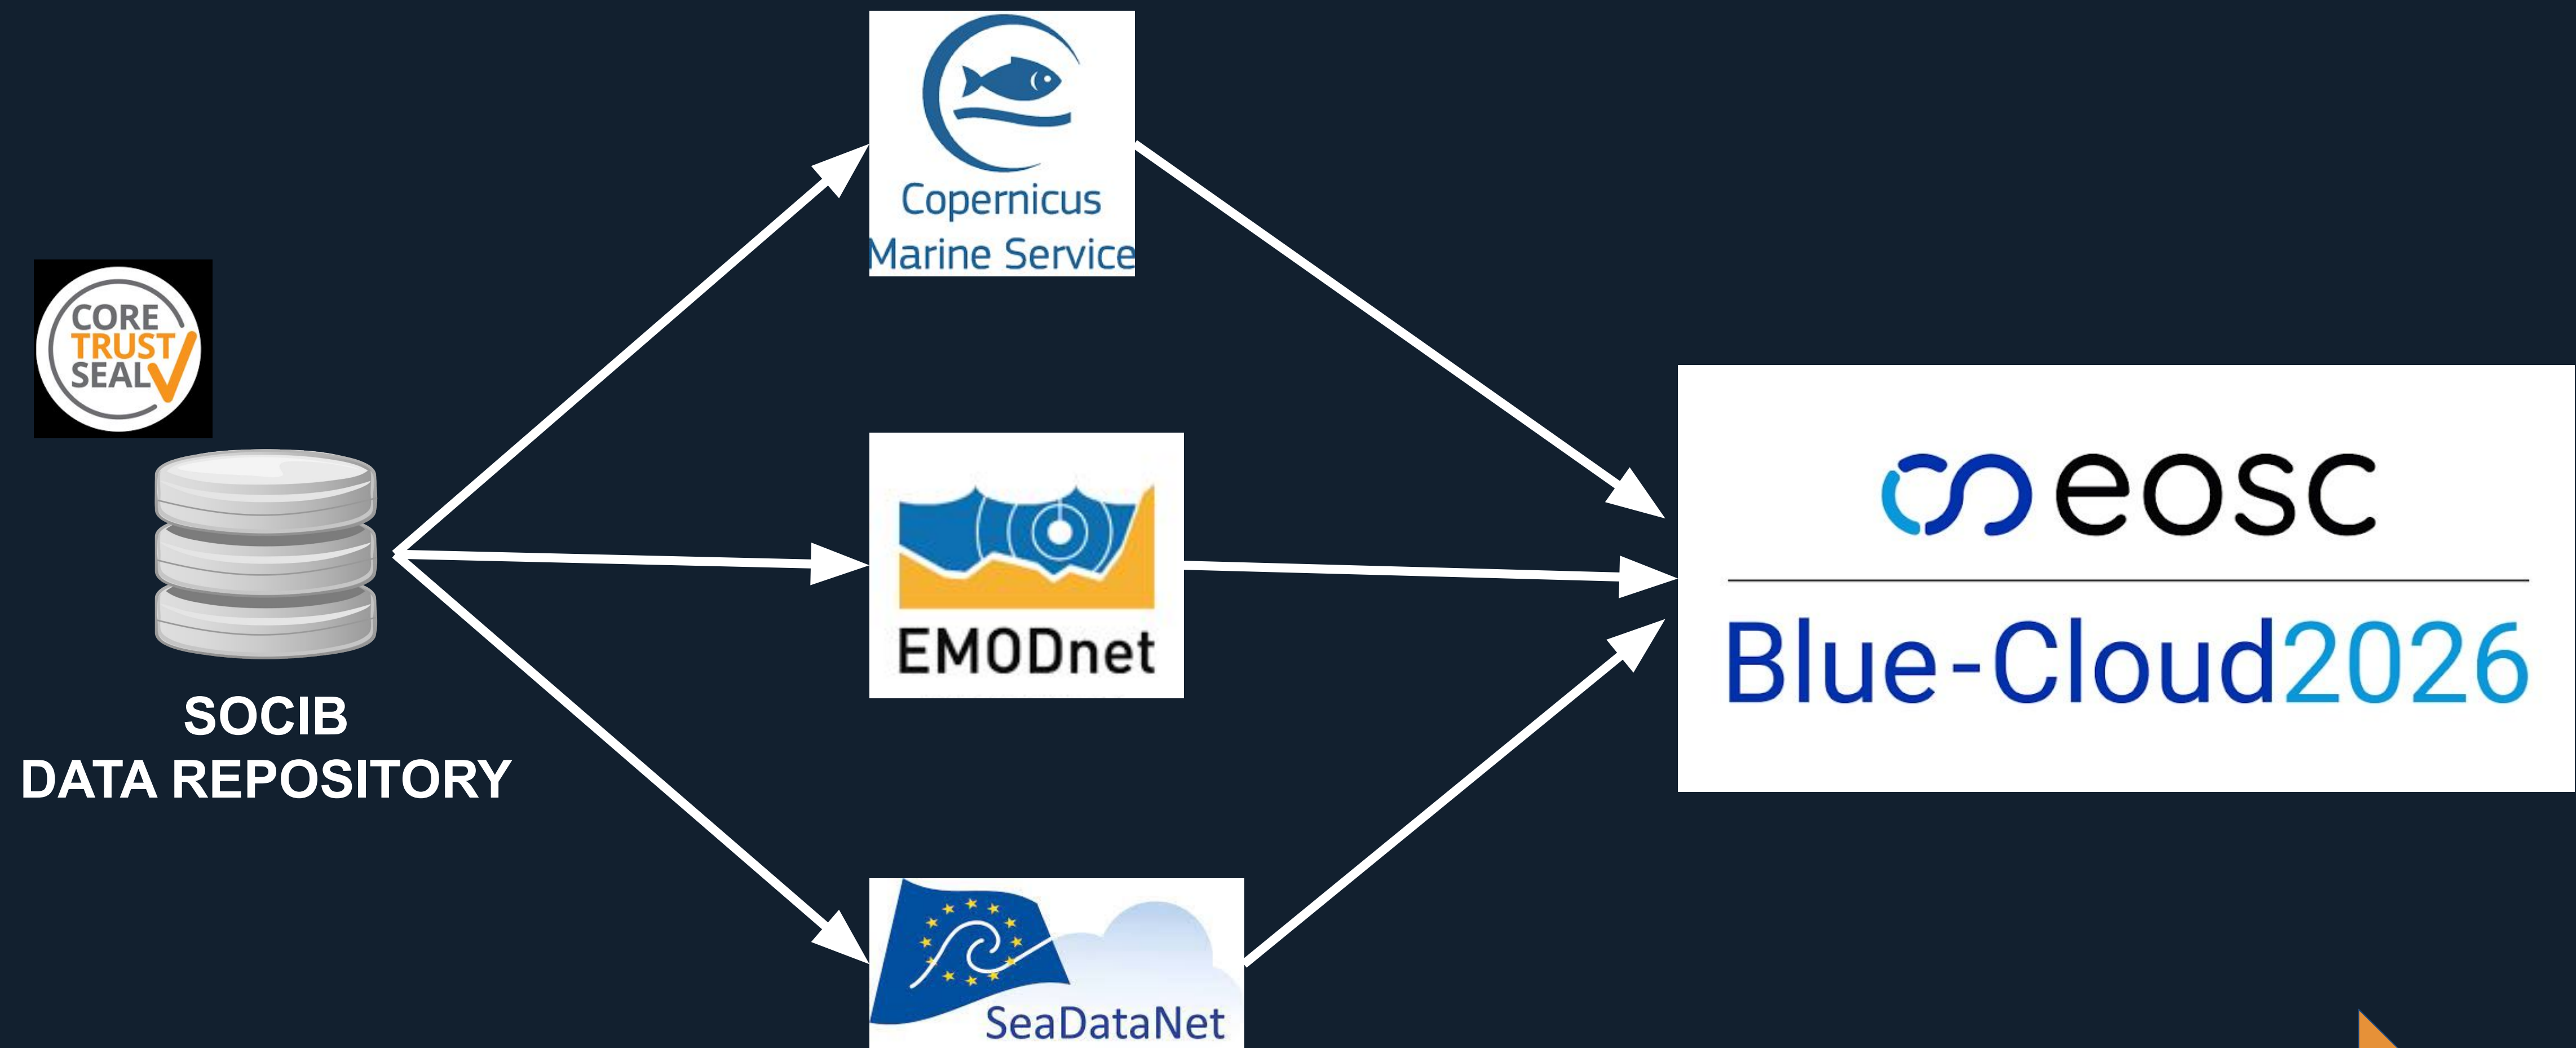 CORE
TRUST
SEAL
SOCIB
DATA REPOSITORY
Copernicus
Marine Service
EMODnet
SeaDataNet
eosc
Blue-Cloud2026